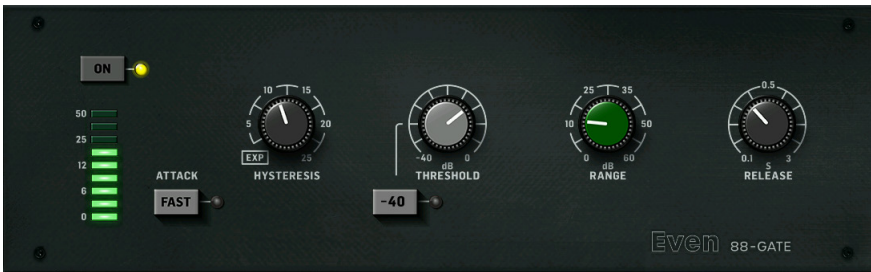 ON
50
25
12
6
0
ATTACK
FAST
5 10 15 20 25
EXP
HYSTERESIS
-40 dB 0
THRESHOLD
-40
0 10 25 35 50 60
dB
RANGE
0.1 0.5 3
S
RELEASE
Even 88-GATE